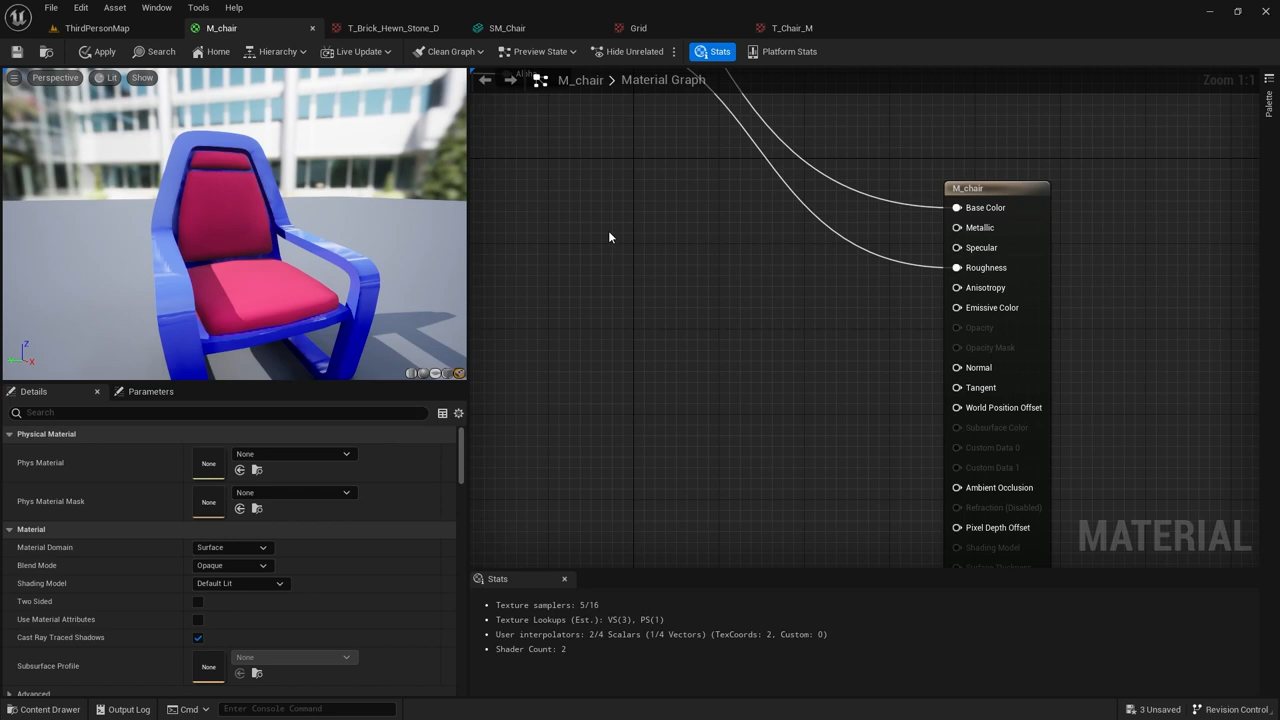 File Edit Asset Window Tools Help
ThirdPersonMap M_chair T_Brick_Hewn_Stone_D SM_Chair Grid T_Chair_M
Apply Search Home Hierarchy Live Update Clean Graph Preview State Hide Unrelated Stats Platform Stats
Perspective Lit Show
M_chair > Material Graph
Zoom 1:1
Palette
M_chair
Base Color
Metallic
Specular
Roughness
Anisotropy
Emissive Color
Opacity
Opacity Mask
Normal
Tangent
World Position Offset
Subsurface Color
Custom Data 0
Custom Data 1
Ambient Occlusion
Refraction (Disabled)
Pixel Depth Offset
Shading Model
MATERIAL
Z
X
Details Parameters
Search
Physical Material
Phys Material None None
Phys Material Mask None None
Material
Material Domain Surface
Blend Mode Opaque
Shading Model Default Lit
Two Sided
Use Material Attributes
Cast Ray Traced Shadows
Subsurface Profile None None
Advanced
Stats
Texture samplers: 5/16
Texture Lookups (Est.): VS(3), PS(1)
User interpolators: 2/4 Scalars (1/4 Vectors) (TexCoords: 2, Custom: 0)
Shader Count: 2
Content Drawer Output Log Cmd Enter Console Command 3 Unsaved Revision Control